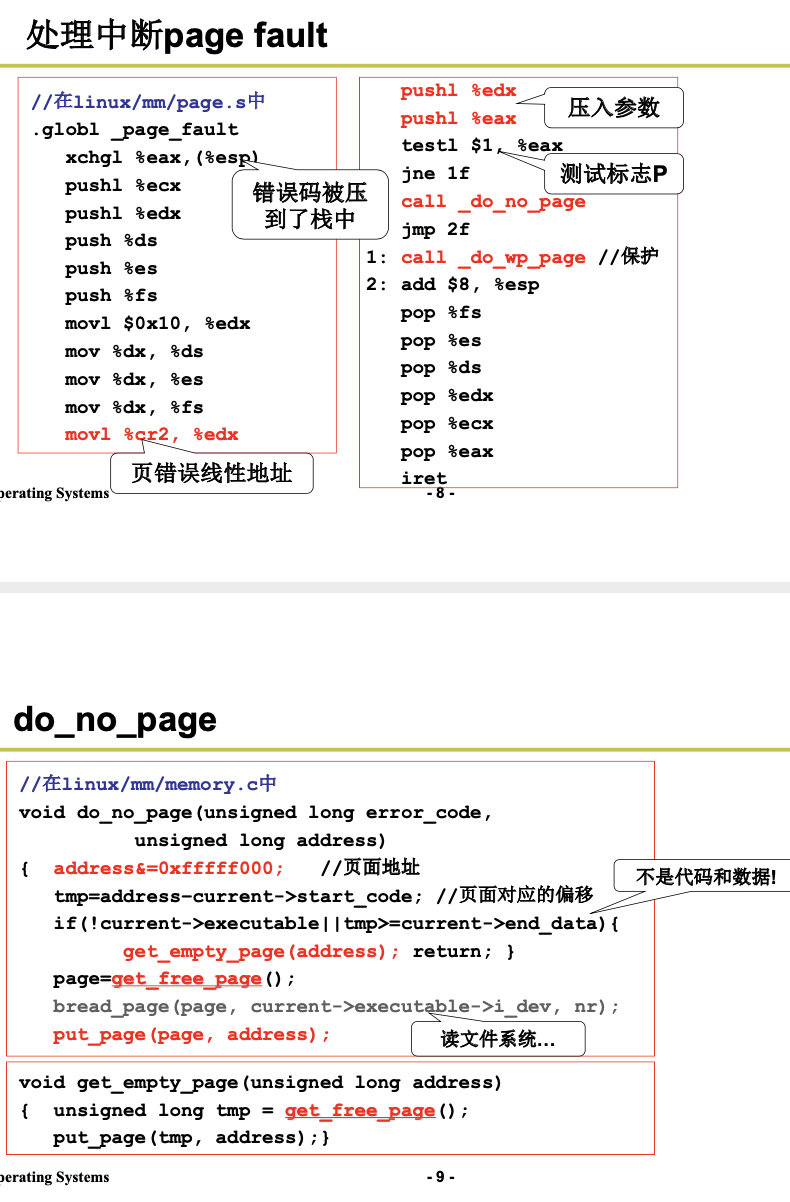 处理中断page fault
//在linux/mm/page.s中
.globl _page_fault
xchgl %eax,(%esp)
pushl %ecx
pushl %edx
push %ds
push %es
push %fs
movl $0x10, %edx
mov %dx, %ds
mov %dx, %es
mov %dx, %fs
movl %cr2, %edx
错误码被压
到了栈中
页错误线性地址
pushl %edx
pushl %eax
压入参数
testl $1, %eax
测试标志P
jne 1f
call _do_no_page
jmp 2f
1: call _do_wp_page //保护
2: add $8, %esp
pop %fs
pop %es
pop %ds
pop %edx
pop %ecx
pop %eax
iret
perating Systems
- 8 -
do_no_page
//在linux/mm/memory.c中
void do_no_page(unsigned long error_code,
unsigned long address)
{ address&=0xfffff000; //页面地址
tmp=address-current->start_code; //页面对应的偏移
不是代码和数据!
if(!current->executable||tmp>=current->end_data){
get_empty_page(address); return; }
page=get_free_page();
bread_page(page, current->executable->i_dev, nr);
put_page(page, address);
读文件系统...
void get_empty_page(unsigned long address)
{ unsigned long tmp = get_free_page();
put_page(tmp, address);}
perating Systems
- 9 -